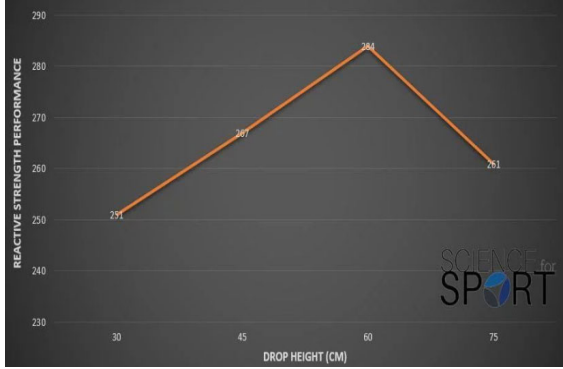 290
280
270
260
250
240
230
REACTIVE STRENGTH PERFORMANCE
251
267
284
261
30 45 60 75
DROP HEIGHT (CM)
SCIENCE for
SPORT